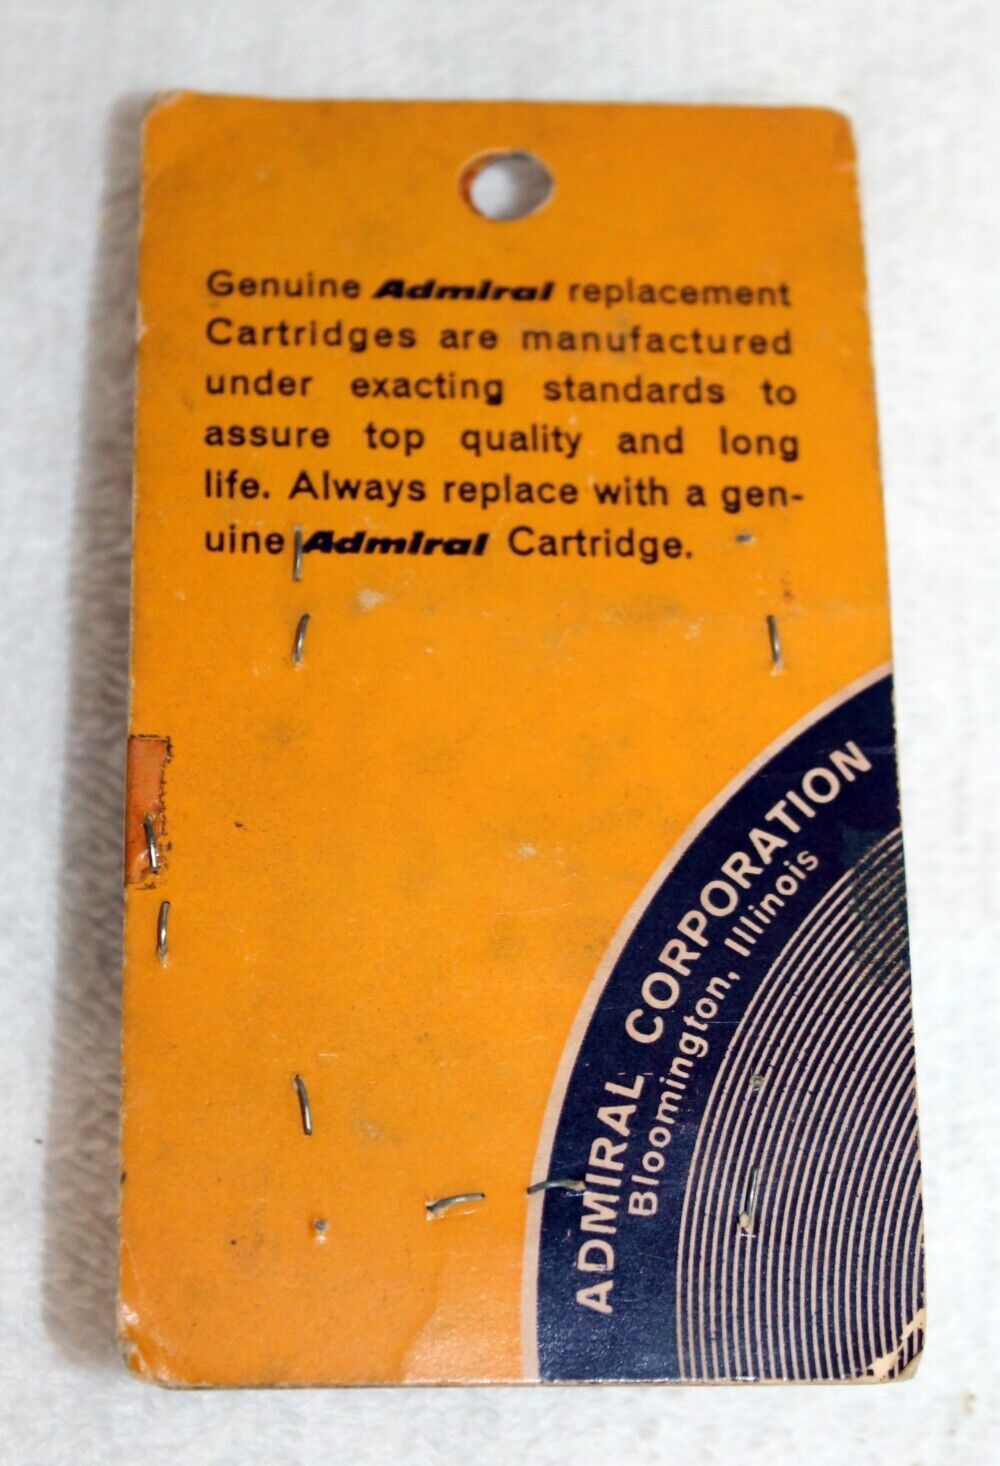 Genuine Admiral replacement
Cartridges are manufactured
under exacting standards to
assure top quality and long
life. Always replace with a gen-
uine Admiral Cartridge.
ADMIRAL CORPORATION
Bloomington, Illinois